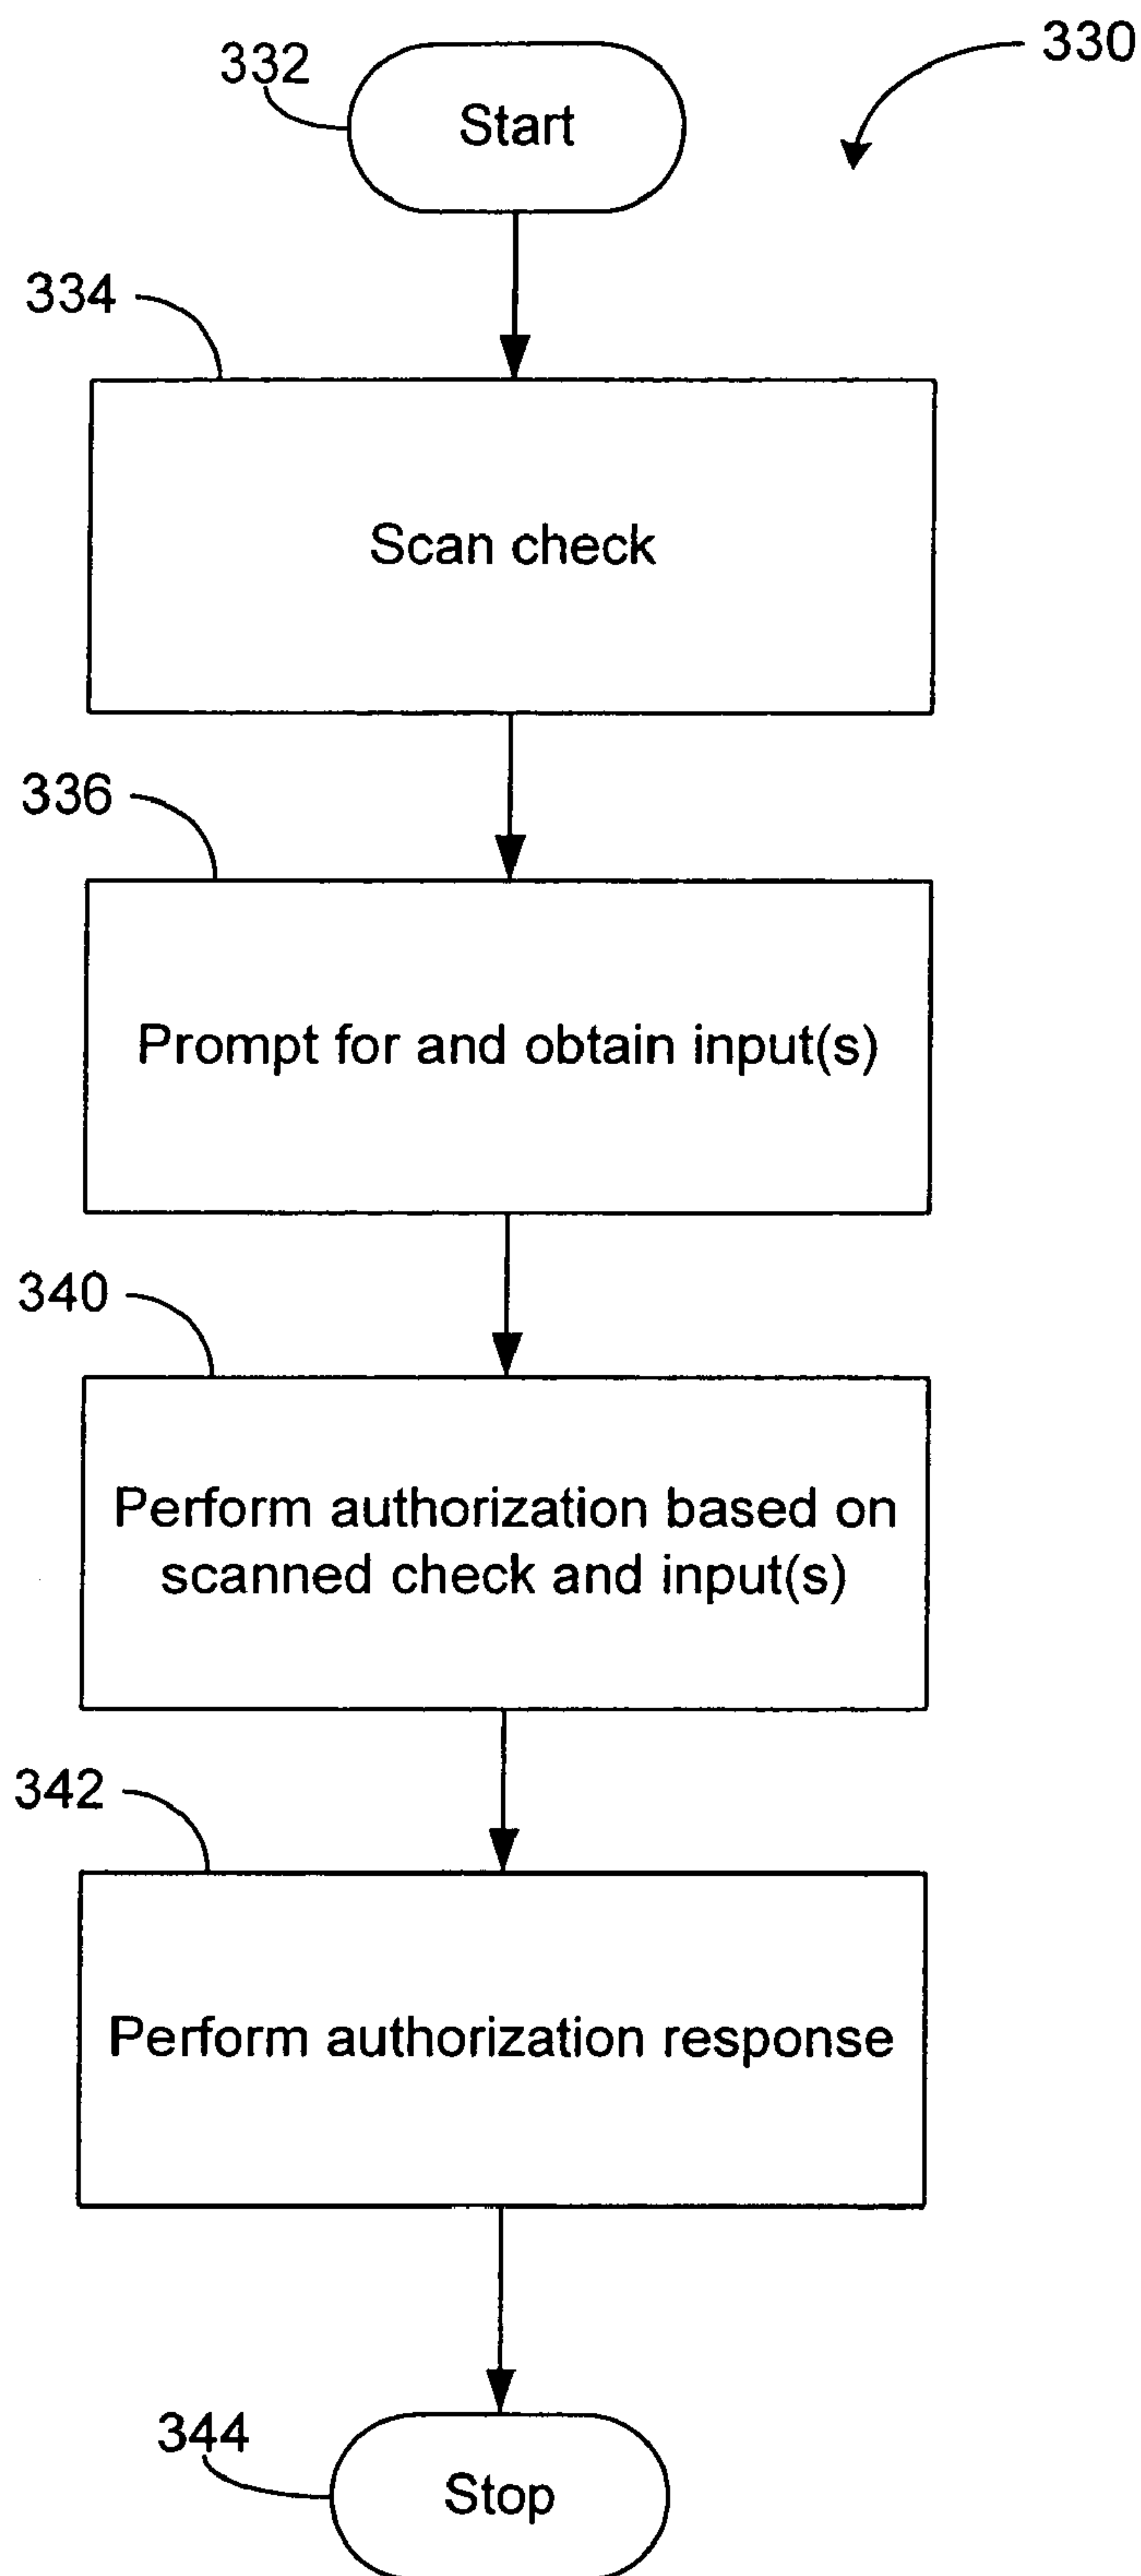 330
332
Start
334
Scan check
336
Prompt for and obtain input(s)
340
Perform authorization based on
scanned check and input(s)
342
Perform authorization response
344
Stop